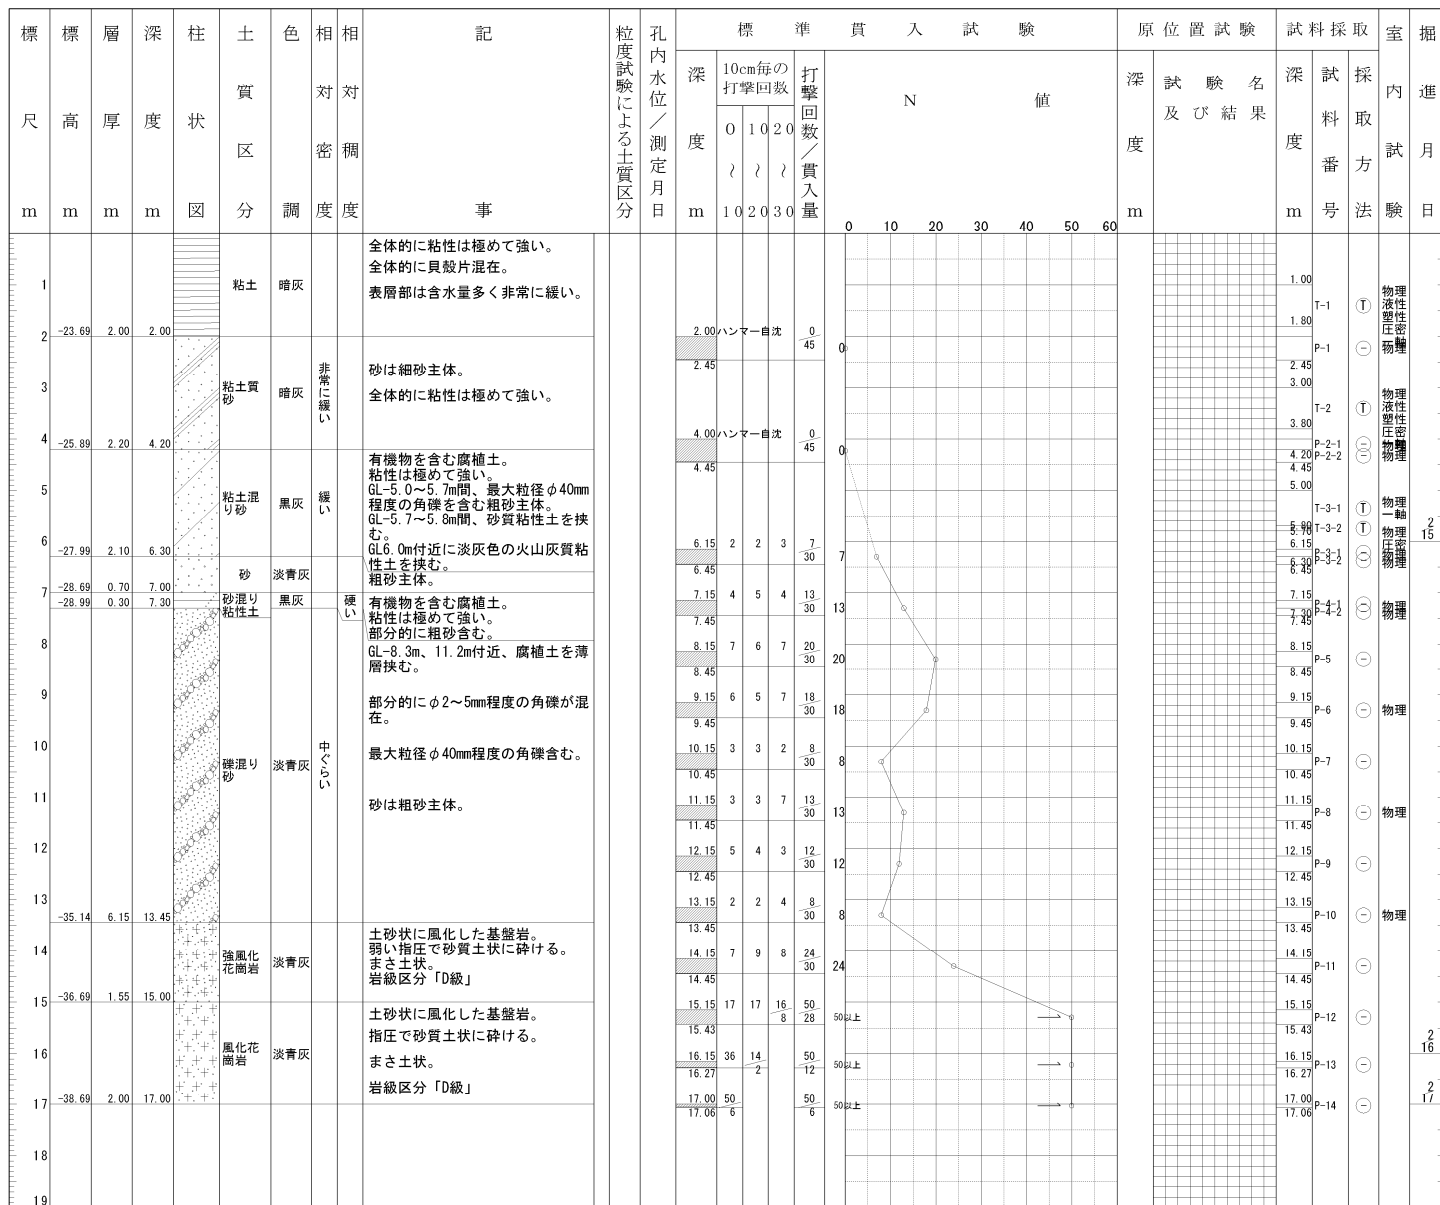 標尺 m
標高 m
層厚 m
深度 m
柱状図
土質区分
色調
相対密度
相対稠度
記事
粒度試験による土質区分
孔内水位／測定月日
標準貫入試験
深度 m
10cm毎の打撃回数
0～10
10～20
20～30
打撃回数／貫入量
N値
0 10 20 30 40 50 60
原位置試験
深度 m
試験名及び結果
試料採取
深度 m
試料番号
採取方法
室内試験
掘進月日
1
2
3
4
5
6
7
8
9
10
11
12
13
14
15
16
17
18
19
-23.69 2.00 2.00
粘土 暗灰
全体的に粘性は極めて強い。
全体的に貝殻片混在。
表層部は含水量多く非常に緩い。
-25.89 2.20 4.20
粘土質砂 暗灰 非常に緩い
砂は細砂主体。
全体的に粘性は極めて強い。
-27.99 2.10 6.30
粘土混り砂 黒灰 緩い
有機物を含む腐植土。
粘性は極めて強い。
GL-5.0～5.7m間、最大粒径φ40mm
程度の角礫を含む粗砂主体。
GL-5.7～5.8m間、砂質粘性土を挟
む。
GL6.0m付近に淡灰色の火山灰質粘
性土を挟む。
-28.69 0.70 7.00
砂 淡青灰
粗砂主体。
-28.99 0.30 7.30
砂混り粘性土 黒灰 硬い
有機物を含む腐植土。
粘性は極めて強い。
部分的に粗砂含む。
-35.14 6.15 13.45
礫混り砂 淡青灰 中ぐらい
GL-8.3m、11.2m付近、腐植土を薄
層挟む。
部分的にφ2～5mm程度の角礫が混
在。
最大粒径φ40mm程度の角礫含む。
砂は粗砂主体。
-36.69 1.55 15.00
強風化花崗岩 淡青灰
土砂状に風化した基盤岩。
弱い指圧で砂質土状に砕ける。
まさ土状。
岩級区分「D級」
-38.69 2.00 17.00
風化花崗岩 淡青灰
土砂状に風化した基盤岩。
指圧で砂質土状に砕ける。
まさ土状。
岩級区分「D級」
2.00 ハンマー自沈 0/45 0
2.45
4.00 ハンマー自沈 0/45 0
4.45
6.15 2 2 3 7/30 7
6.45
7.15 4 5 4 13/30 13
7.45
8.15 7 6 7 20/30 20
8.45
9.15 6 5 7 18/30 18
9.45
10.15 3 3 2 8/30 8
10.45
11.15 3 3 7 13/30 13
11.45
12.15 5 4 3 12/30 12
12.45
13.15 2 2 4 8/30 8
13.45
14.15 7 9 8 24/30 24
14.45
15.15 17 17 16/8 50/28 50以上
15.43
16.15 36 14/2 50/12 50以上
16.27
17.00 50/6 50/6 50以上
17.06
1.00
T-1 Ⓣ 物理 液性 塑性 圧密 一軸
1.80
P-1 ⊖ 物理
2.45
3.00
T-2 Ⓣ 物理 液性 塑性 圧密 一軸
3.80
P-2-1 ⊖ 物理
4.20 P-2-2 ⊖ 物理
4.45
5.00
T-3-1 Ⓣ 物理 一軸
5.70
5.80 T-3-2 Ⓣ 物理 圧密
6.15
P-3-1 ⊖ 物理
6.30 P-3-2 ⊖ 物理
6.45
7.15
P-4-1 ⊖ 物理
7.30 P-4-2 ⊖ 物理
7.45
8.15
P-5 ⊖
8.45
9.15
P-6 ⊖ 物理
9.45
10.15
P-7 ⊖
10.45
11.15
P-8 ⊖ 物理
11.45
12.15
P-9 ⊖
12.45
13.15
P-10 ⊖ 物理
13.45
14.15
P-11 ⊖
14.45
15.15
P-12 ⊖
15.43
16.15
P-13 ⊖
16.27
17.00
P-14 ⊖
17.06
2/15
2/16
2/17